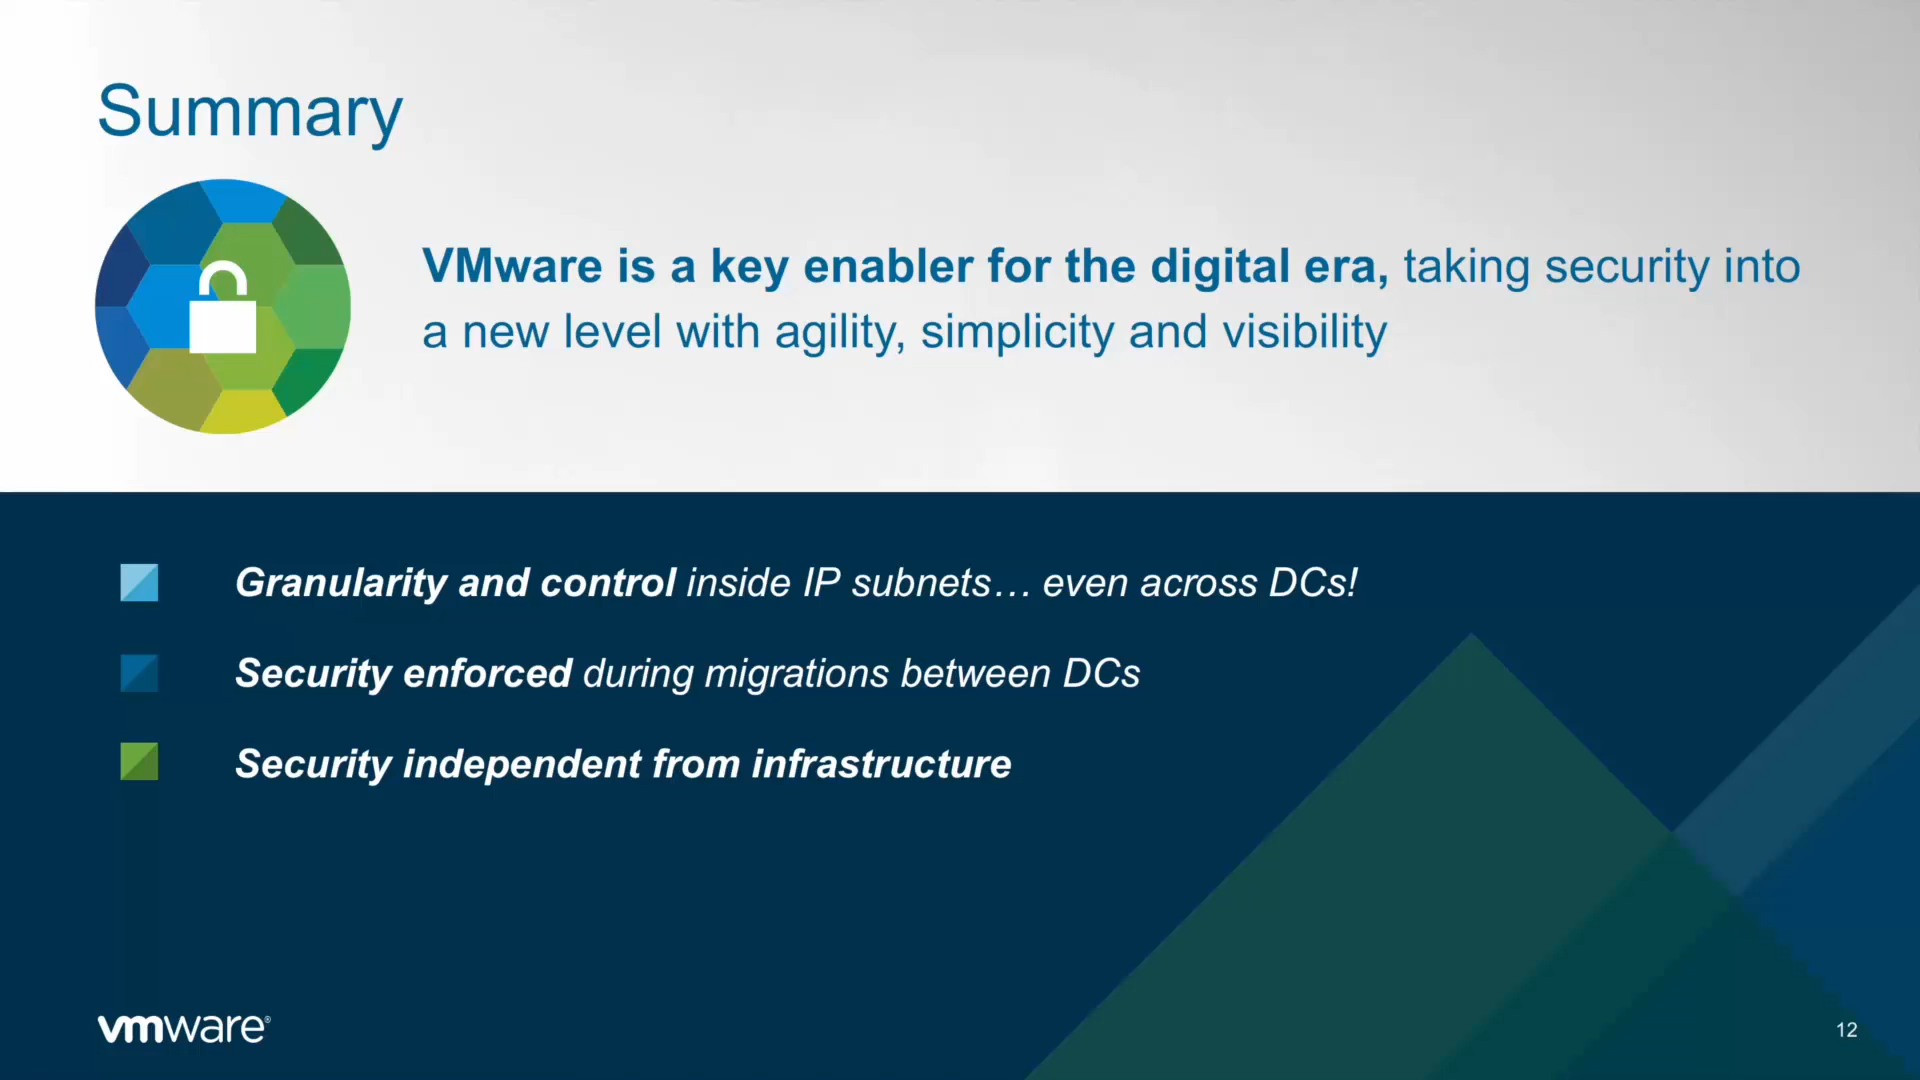 Summary
VMware is a key enabler for the digital era, taking security into
a new level with agility, simplicity and visibility
Granularity and control inside IP subnets… even across DCs!
Security enforced during migrations between DCs
Security independent from infrastructure
vmware®
12